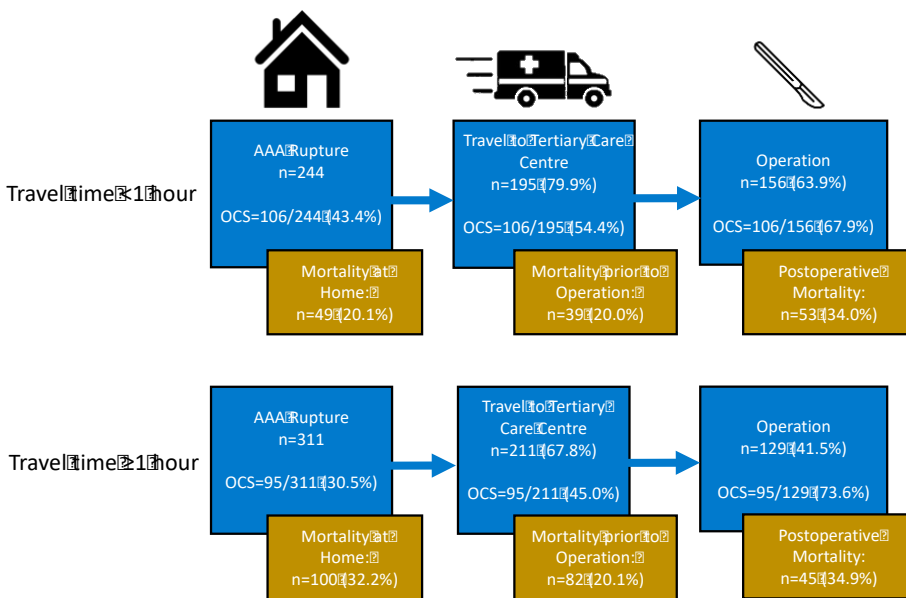 Travel time <1 hour
AAA Rupture
n=244
OCS=106/244 (43.4%)
Mortality at
Home:
n=49 (20.1%)
Travel to Tertiary Care
Centre
n=195 (79.9%)
OCS=106/195 (54.4%)
Mortality prior to
Operation:
n=39 (20.0%)
Operation
n=156 (63.9%)
OCS=106/156 (67.9%)
Postoperative
Mortality:
n=53 (34.0%)
Travel time ≥1 hour
AAA Rupture
n=311
OCS=95/311 (30.5%)
Mortality at
Home:
n=100 (32.2%)
Travel to Tertiary
Care Centre
n=211 (67.8%)
OCS=95/211 (45.0%)
Mortality prior to
Operation:
n=82 (20.1%)
Operation
n=129 (41.5%)
OCS=95/129 (73.6%)
Postoperative
Mortality:
n=45 (34.9%)